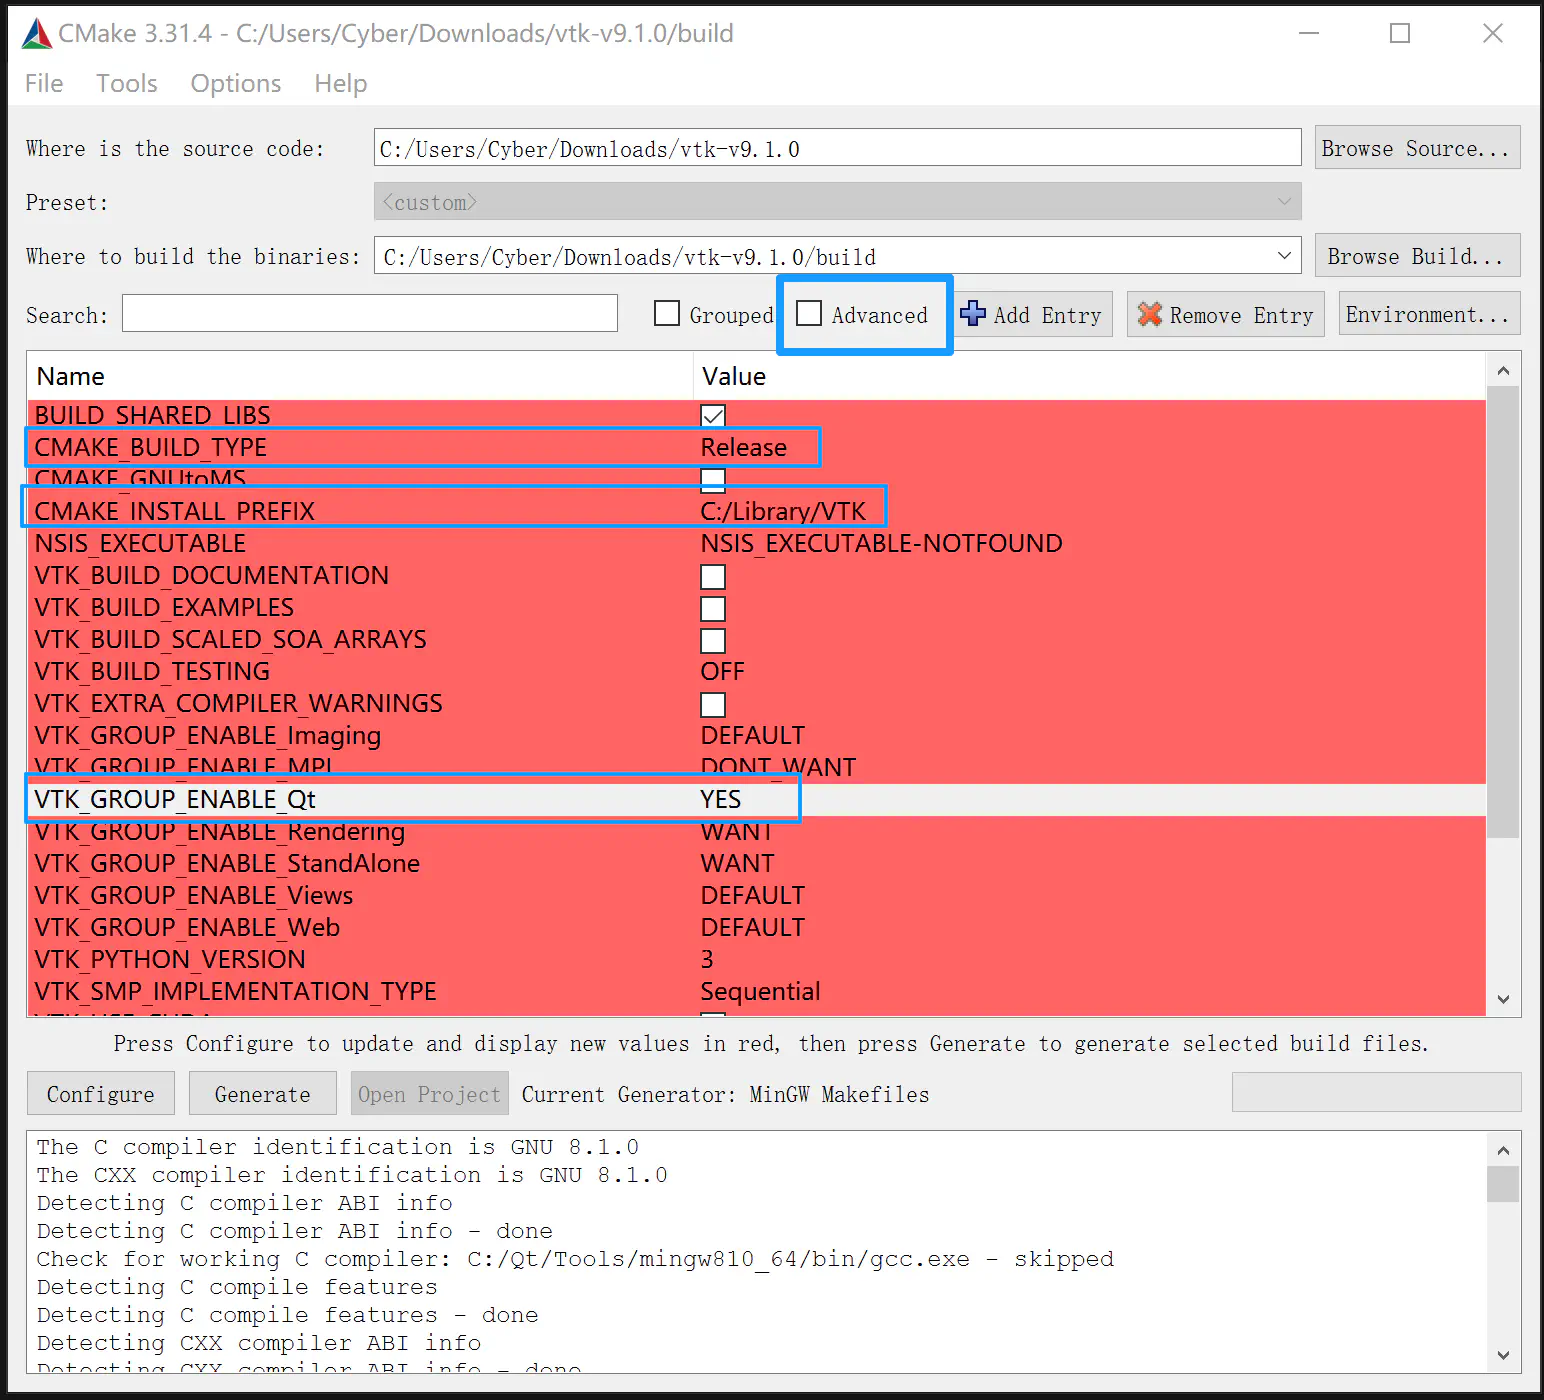 CMake 3.31.4 - C:/Users/Cyber/Downloads/vtk-v9.1.0/build
File Tools Options Help
Where is the source code: C:/Users/Cyber/Downloads/vtk-v9.1.0 Browse Source...
Preset: <custom>
Where to build the binaries: C:/Users/Cyber/Downloads/vtk-v9.1.0/build Browse Build...
Search: Grouped Advanced Add Entry Remove Entry Environment...
Name Value
BUILD_SHARED_LIBS
CMAKE_BUILD_TYPE Release
CMAKE_GNUtoMS
CMAKE_INSTALL_PREFIX C:/Library/VTK
NSIS_EXECUTABLE NSIS_EXECUTABLE-NOTFOUND
VTK_BUILD_DOCUMENTATION
VTK_BUILD_EXAMPLES
VTK_BUILD_SCALED_SOA_ARRAYS
VTK_BUILD_TESTING OFF
VTK_EXTRA_COMPILER_WARNINGS
VTK_GROUP_ENABLE_Imaging DEFAULT
VTK_GROUP_ENABLE_MPI DONT_WANT
VTK_GROUP_ENABLE_Qt YES
VTK_GROUP_ENABLE_Rendering WANT
VTK_GROUP_ENABLE_StandAlone WANT
VTK_GROUP_ENABLE_Views DEFAULT
VTK_GROUP_ENABLE_Web DEFAULT
VTK_PYTHON_VERSION 3
VTK_SMP_IMPLEMENTATION_TYPE Sequential
Press Configure to update and display new values in red, then press Generate to generate selected build files.
Configure Generate Open Project Current Generator: MinGW Makefiles
The C compiler identification is GNU 8.1.0
The CXX compiler identification is GNU 8.1.0
Detecting C compiler ABI info
Detecting C compiler ABI info - done
Check for working C compiler: C:/Qt/Tools/mingw810_64/bin/gcc.exe - skipped
Detecting C compile features
Detecting C compile features - done
Detecting CXX compiler ABI info
Detecting CXX compiler ABI info - done